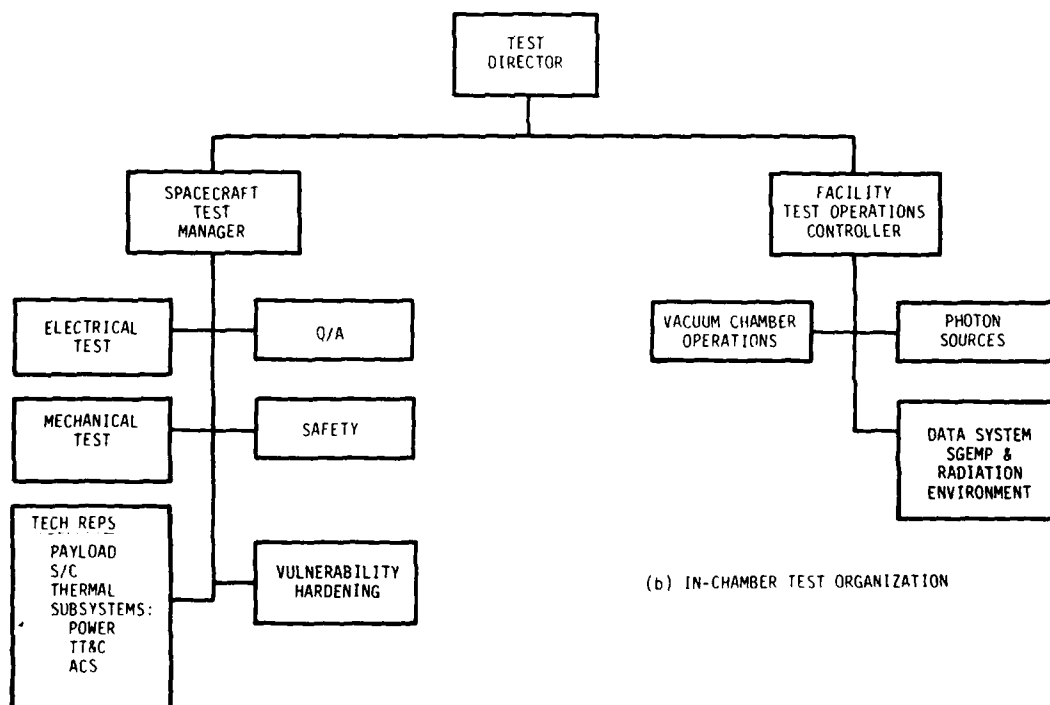 TEST
DIRECTOR
SPACECRAFT
TEST
MANAGER
FACILITY
TEST OPERATIONS
CONTROLLER
ELECTRICAL
TEST
Q/A
VACUUM CHAMBER
OPERATIONS
PHOTON
SOURCES
MECHANICAL
TEST
SAFETY
DATA SYSTEM
SGEMP &
RADIATION
ENVIRONMENT
TECH REPS
PAYLOAD
S/C
THERMAL
SUBSYSTEMS:
POWER
TT&C
ACS
VULNERABILITY
HARDENING
(b) IN-CHAMBER TEST ORGANIZATION